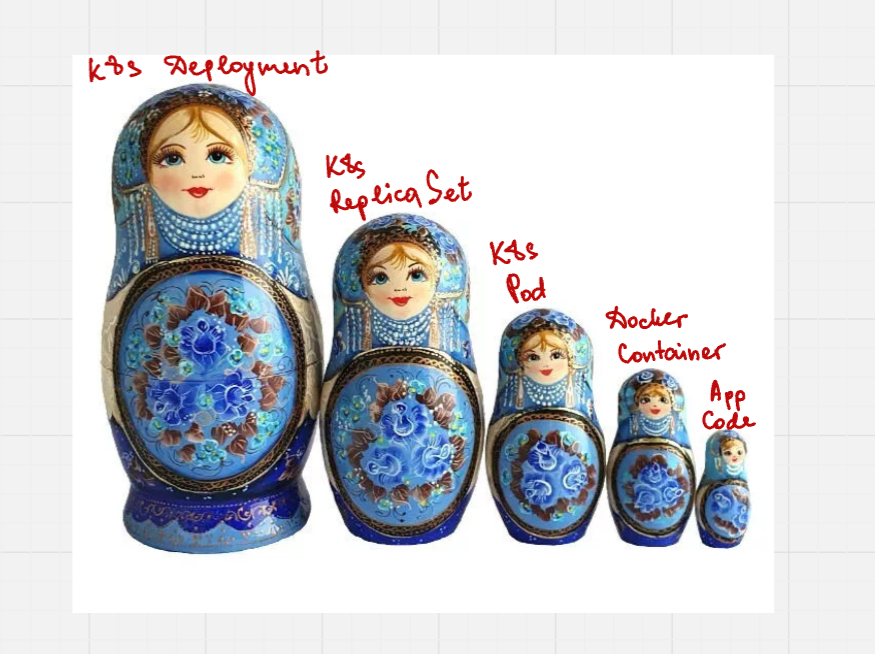 K8s Deployment
K8s
Replica Set
K8s
Pod
Docker
Container
App
Code